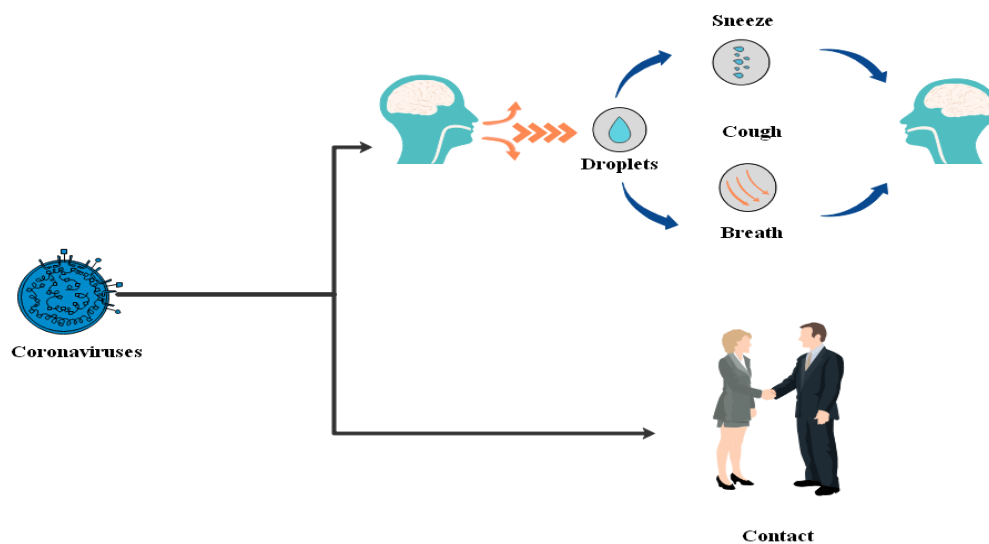 Sneeze
Cough
Droplets
Breath
Coronaviruses
Contact